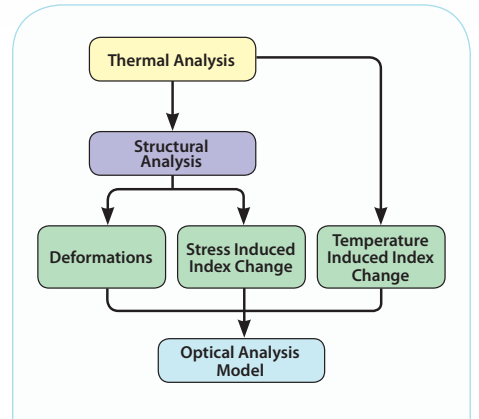 Thermal Analysis
Structural
Analysis
Deformations
Stress Induced
Index Change
Temperature
Induced Index
Change
Optical Analysis
Model